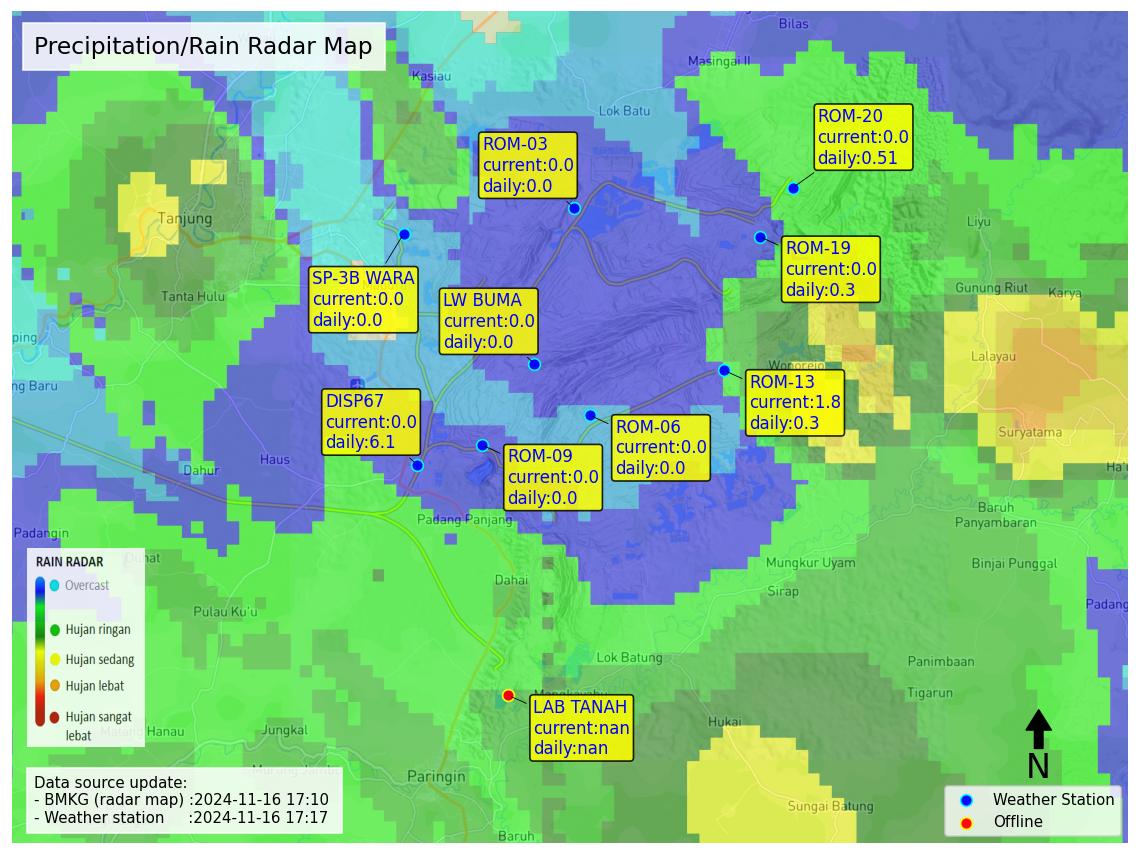 Precipitation/Rain Radar Map
Bilas
Masingai II
Kasiau
Lok Batu
ROM-20
current:0.0
daily:0.51
ROM-03
current:0.0
daily:0.0
Tanjung
Liyu
ROM-19
current:0.0
daily:0.3
SP-3B WARA
current:0.0
daily:0.0
Tanta Hulu
LW BUMA
current:0.0
daily:0.0
Gunung Riut
Karya
ping
Lalayau
Wonorejo
ng Baru
ROM-13
current:1.8
daily:0.3
DISP67
current:0.0
daily:6.1
ROM-06
current:0.0
daily:0.0
Suryatama
ROM-09
current:0.0
daily:0.0
Haus
Dahur
Ha'u
Padang Panjang
Baruh
Panyambaran
Padangin
Mungkur Uyam
Binjai Punggal
Dahai
Sirap
Padang
Pulau Ku'u
RAIN RADAR
Overcast
Hujan ringan
Hujan sedang
Hujan lebat
Hujan sangat
lebat
Lok Batung
Panimbaan
Tigarun
LAB TANAH
current:nan
daily:nan
Hukai
Jungkal
Paringin
Sungai Batung
Baruh
Data source update:
- BMKG (radar map) :2024-11-16 17:10
- Weather station :2024-11-16 17:17
N
Weather Station
Offline